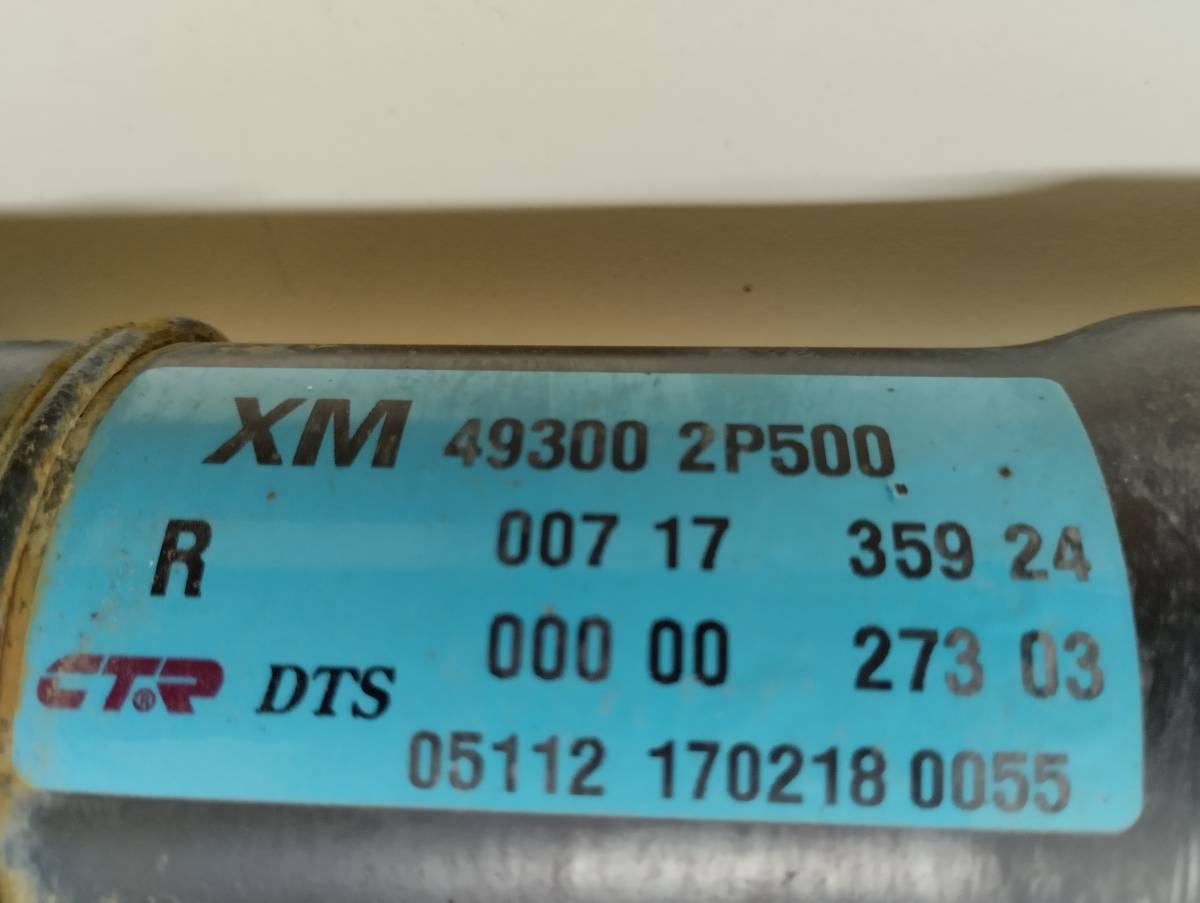 XM 49300 2P500
R 007 17 359 24
000 00 273 03
CTR® DTS
05112 170218 0055